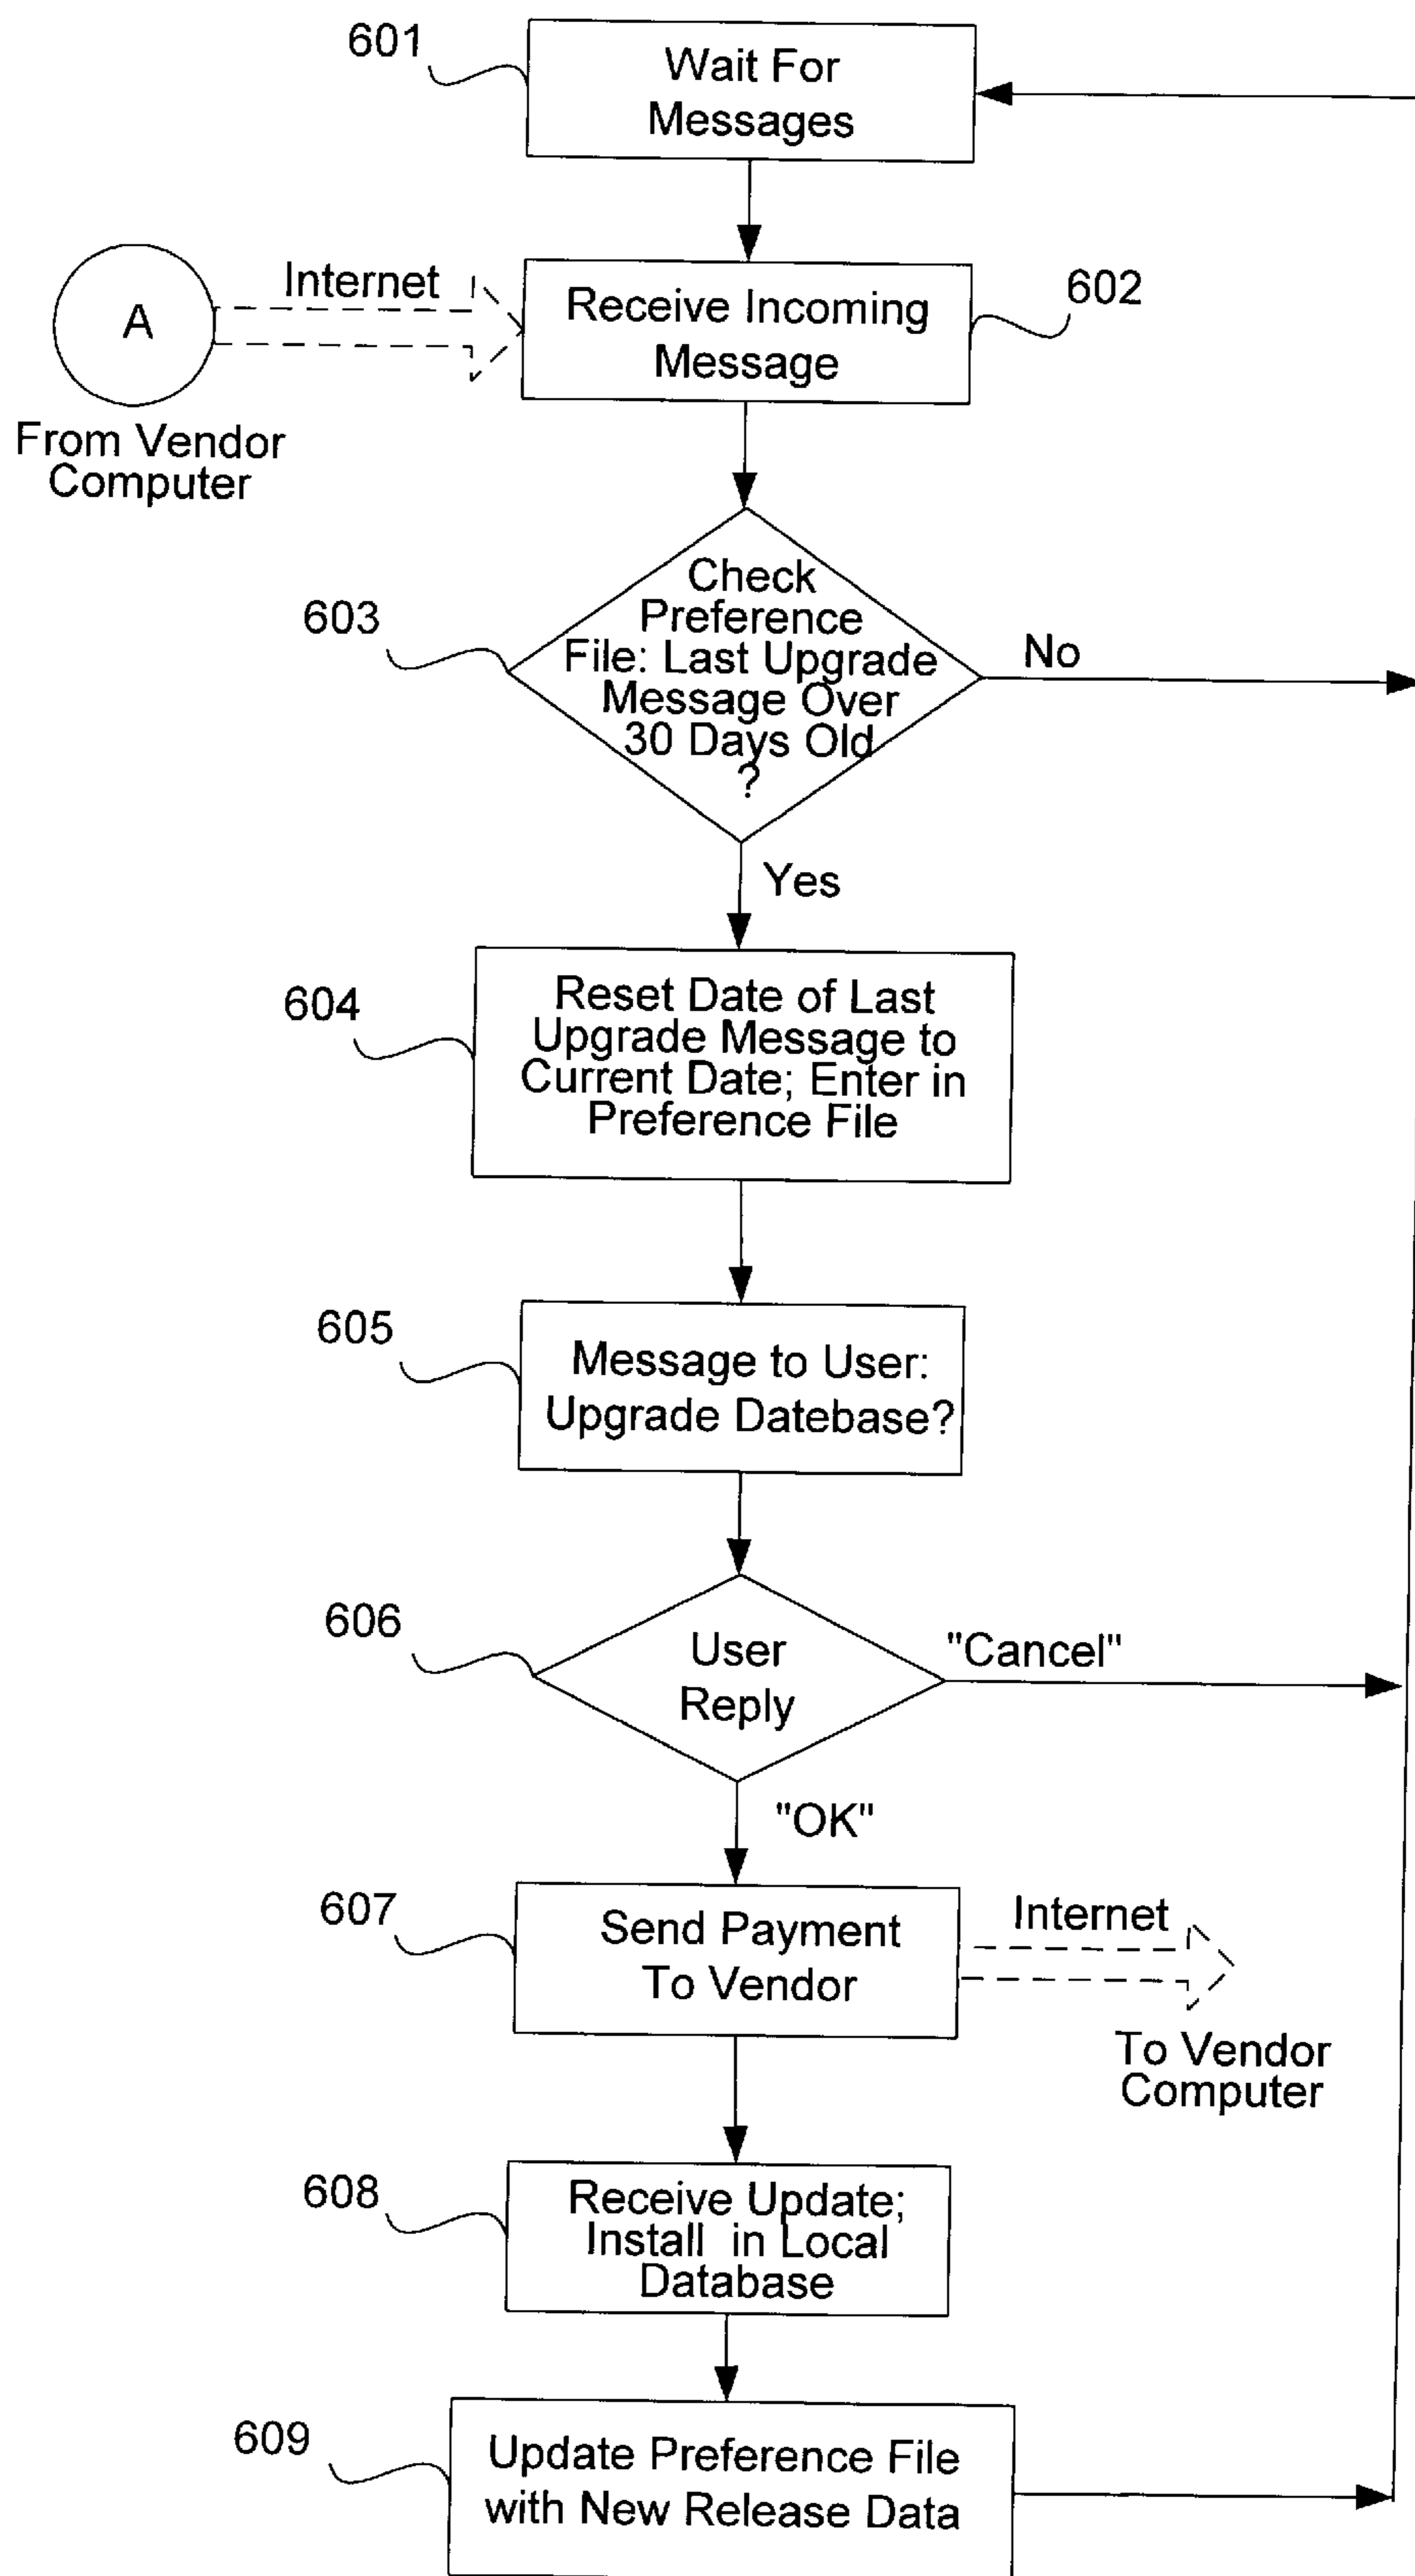 601
Wait For
Messages
A
Internet
From Vendor
Computer
Receive Incoming
Message
602
603
Check
Preference
File: Last Upgrade
Message Over
30 Days Old
?
No
Yes
604
Reset Date of Last
Upgrade Message to
Current Date; Enter in
Preference File
605
Message to User:
Upgrade Datebase?
606
User
Reply
"Cancel"
"OK"
607
Send Payment
To Vendor
Internet
To Vendor
Computer
608
Receive Update;
Install in Local
Database
609
Update Preference File
with New Release Data